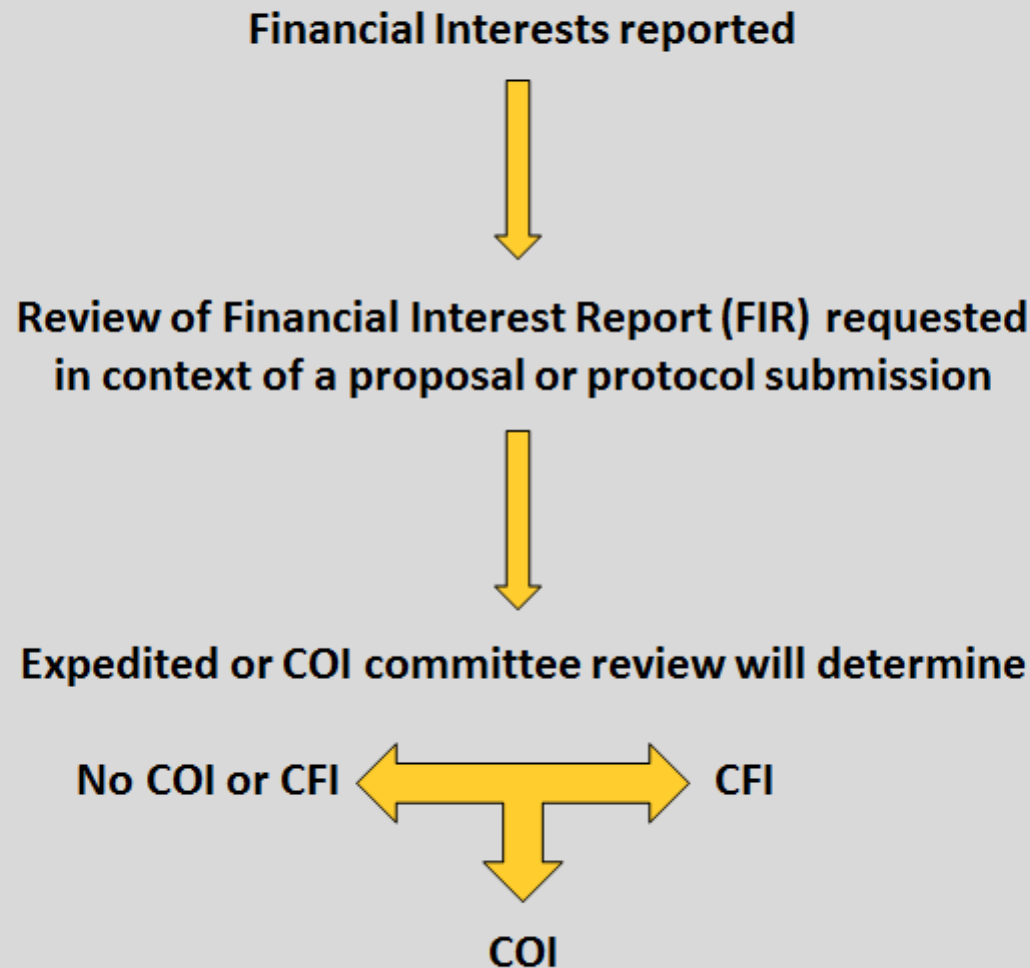 Financial Interests reported
Review of Financial Interest Report (FIR) requested
in context of a proposal or protocol submission
Expedited or COI committee review will determine
No COI or CFI
CFI
COI